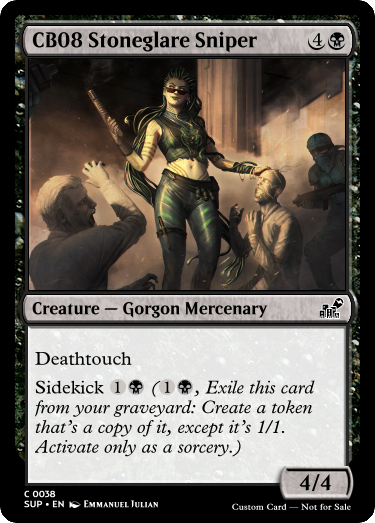 CB08 Stoneglare Sniper 4
Creature — Gorgon Mercenary
Deathtouch
Sidekick 1 (1, Exile this card
from your graveyard: Create a token
that's a copy of it, except it's 1/1.
Activate only as a sorcery.)
4/4
C 0038
SUP • EN Emmanuel Julian
Custom Card — Not for Sale